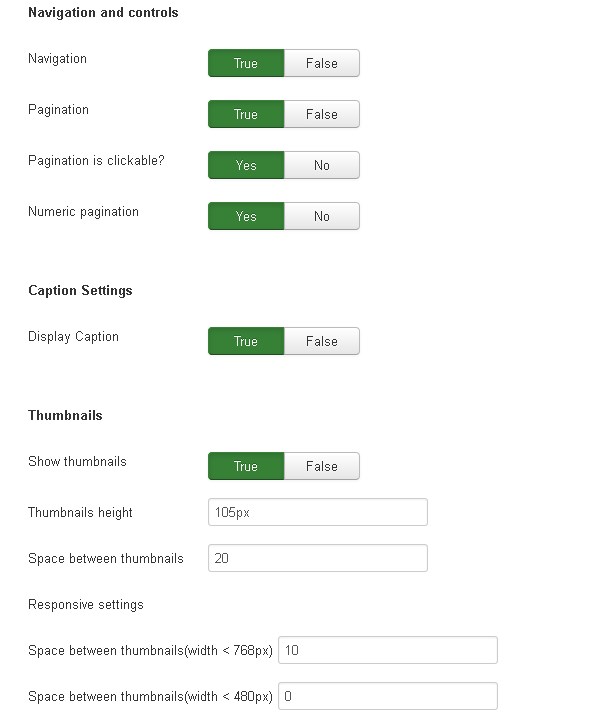 Navigation and controls
Navigation True False
Pagination True False
Pagination is clickable? Yes No
Numeric pagination Yes No
Caption Settings
Display Caption True False
Thumbnails
Show thumbnails True False
Thumbnails height 105px
Space between thumbnails 20
Responsive settings
Space between thumbnails(width < 768px) 10
Space between thumbnails(width < 480px) 0